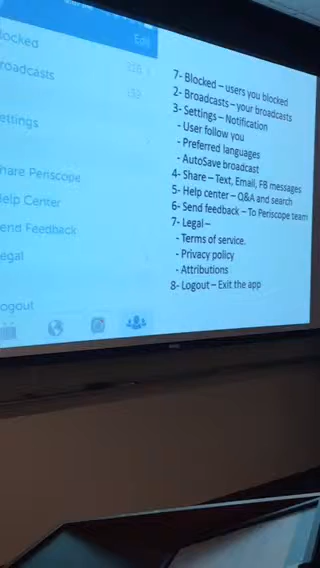 Edit
locked
roadcasts
ettings
hare Periscope
elp Center
end Feedback
egal
ogout
7- Blocked – users you blocked
2- Broadcasts – your broadcasts
3- Settings – Notification
- User follow you
- Preferred languages
- AutoSave broadcast
4- Share – Text, Email, FB messages
5- Help center – Q&A and search
6- Send feedback – To Periscope team
7- Legal –
- Terms of service.
- Privacy policy
- Attributions
8- Logout – Exit the app